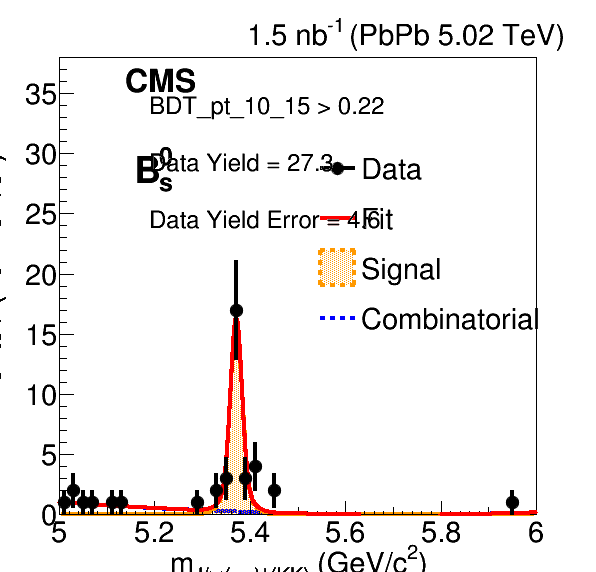 1.5 nb-1 (PbPb 5.02 TeV)
CMS
BDT_pt_10_15 > 0.22
B0s
Data Yield = 27.3
Data Yield Error = 4.6
Data
Fit
Signal
Combinatorial
35
30
25
20
15
10
5
0
5 5.2 5.4 5.6 5.8 6
(GeV/c2)